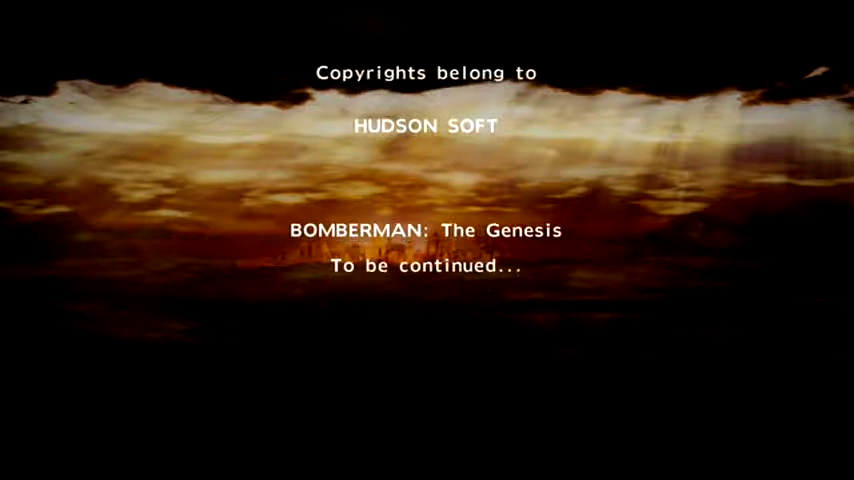 Copyrights belong to
HUDSON SOFT
BOMBERMAN: The Genesis
To be continued...